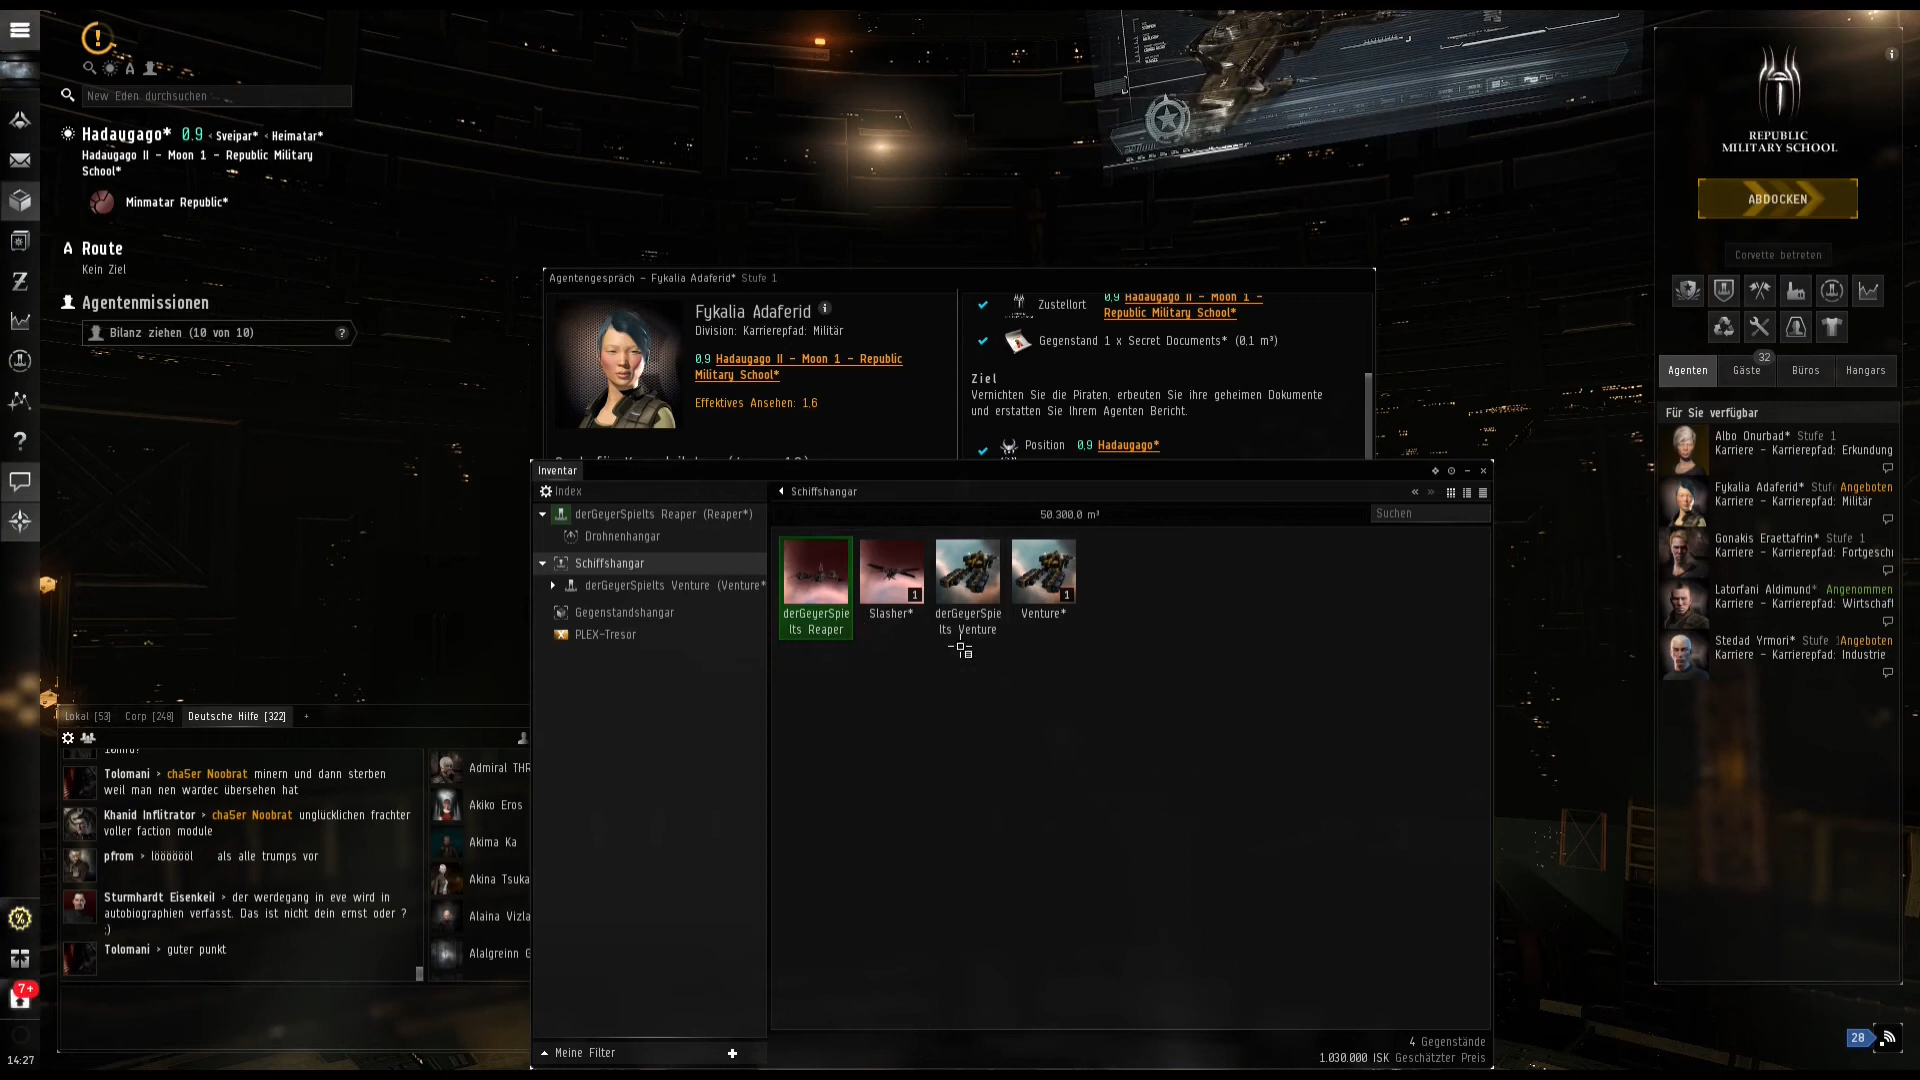 New Eden durchsuchen
Hadaugago* 0.9 ‹ Sveipar* ‹ Heimatar*
Hadaugago II - Moon 1 - Republic Military
School*
Minmatar Republic*
Route
Kein Ziel
Agentenmissionen
Bilanz ziehen (10 von 10)
?
Agentengespräch - Fykalia Adaferid* Stufe 1
Fykalia Adaferid
Division: Karrierepfad: Militär
0,9 Hadaugago II - Moon 1 - Republic
Military School*
Effektives Ansehen: 1,6
Zustellort
0,9 Hadaugago II - Moon 1 -
Republic Military School*
Gegenstand 1 x Secret Documents* (0,1 m³)
Ziel
Vernichten Sie die Piraten, erbeuten Sie ihre geheimen Dokumente
und erstatten Sie Ihrem Agenten Bericht.
Position 0,9 Hadaugago*
Inventar
Index
derGeyerSpielts Reaper (Reaper*)
Drohnenhangar
Schiffshangar
derGeyerSpielts Venture (Venture*
Gegenstandshangar
PLEX-Tresor
Schiffshangar
50.300,0 m³
Suchen
derGeyerSpie
lts Reaper
1
Slasher*
derGeyerSpie
lts Venture
1
Venture*
Meine Filter
+
4 Gegenstände
1.030.000 ISK Geschätzter Preis
Lokal [53]
Corp [248]
Deutsche Hilfe [322]
+
Tolomani > cha5er Noobrat minern und dann sterben
weil man nen wardec übersehen hat
Khanid Inflitrator > cha5er Noobrat unglücklichen frachter
voller faction module
pfrom > lööööööl als alle trumps vor
Sturmhardt Eisenkeil > der werdegang in eve wird in
autobiographien verfasst. Das ist nicht dein ernst oder ?
;)
Tolomani > guter punkt
Admiral THR
Akiko Eros
Akima Ka
Akina Tsuka
Alaina Vizla
Alalgreinn G
7+
14:27
REPUBLIC
MILITARY SCHOOL
ABDOCKEN
Corvette betreten
Agenten
32
Gäste
Büros
Hangars
Für Sie verfügbar
Albo Onurbad* Stufe 1
Karriere - Karrierepfad: Erkundung
Fykalia Adaferid* Stuf Angeboten
Karriere - Karrierepfad: Militär
Gonakis Eraettafrin* Stufe 1
Karriere - Karrierepfad: Fortgesch
Latorfani Aldimund* Angenommen
Karriere - Karrierepfad: Wirtschaf
Stedad Yrmori* Stufe Angeboten
Karriere - Karrierepfad: Industrie
28